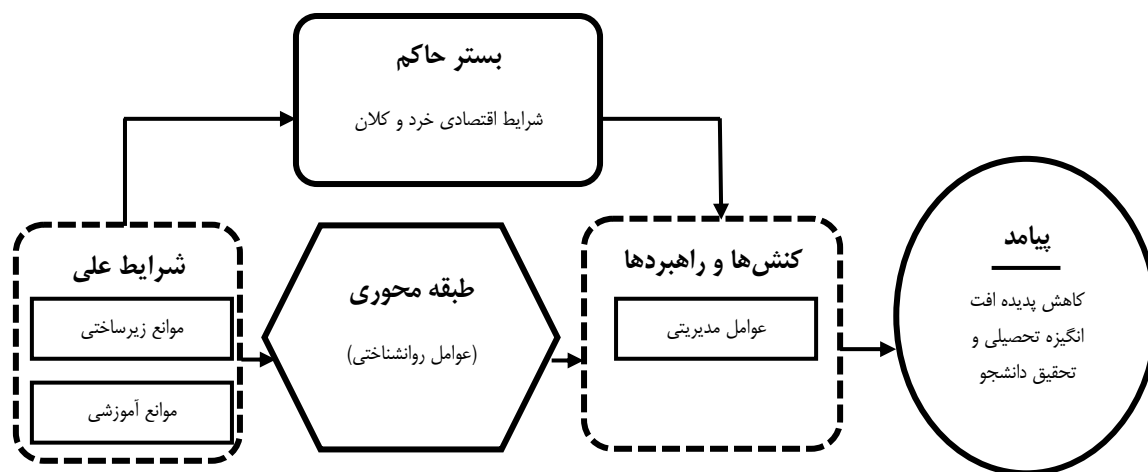 بستر حاکم
شرایط اقتصادی خرد و کلان
شرایط علی
موانع زیرساختی
موانع آموزشی
طبقه محوری
(عوامل روانشناختی)
کنش‌ها و راهبردها
عوامل مدیریتی
پیامد
کاهش پدیده افت
انگیزه تحصیلی و
تحقیق دانشجو